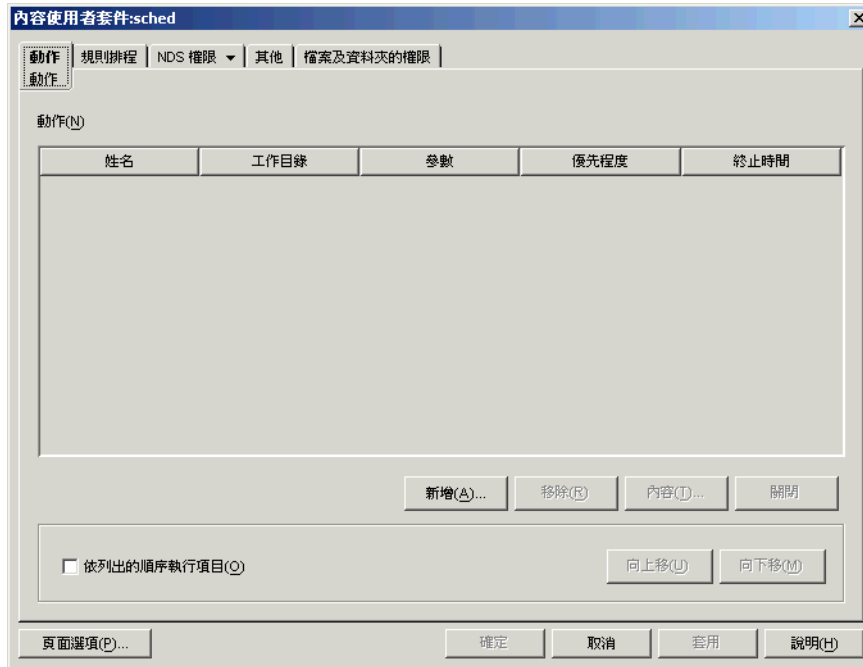 內容使用者套件:sched
動作 規則排程 NDS 權限 其他 檔案及資料夾的權限
動作
動作(N)
姓名 工作目錄 參數 優先程度 終止時間
新增(A)... 移除(R) 內容(T)... 關閉
依列出的順序執行項目(O) 向上移(U) 向下移(M)
頁面選項(P)... 確定 取消 套用 說明(H)